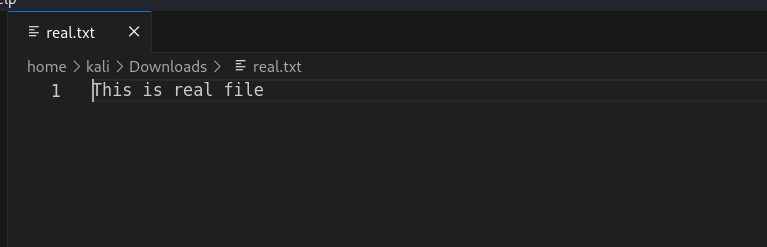 real.txt
home > kali > Downloads > real.txt
1 This is real file